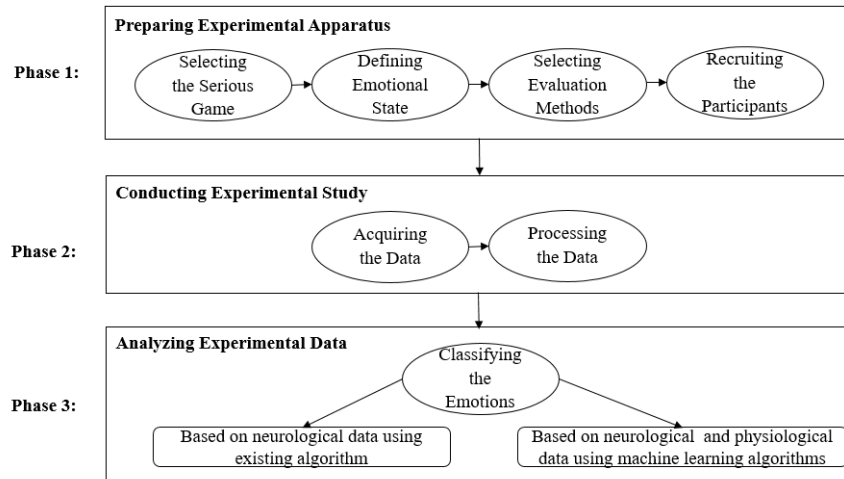 Preparing Experimental Apparatus
Phase 1:
Selecting
the Serious
Game
Defining
Emotional
State
Selecting
Evaluation
Methods
Recruiting
the
Participants
Conducting Experimental Study
Phase 2:
Acquiring
the Data
Processing
the Data
Analyzing Experimental Data
Phase 3:
Classifying
the
Emotions
Based on neurological data using
existing algorithm
Based on neurological and physiological
data using machine learning algorithms